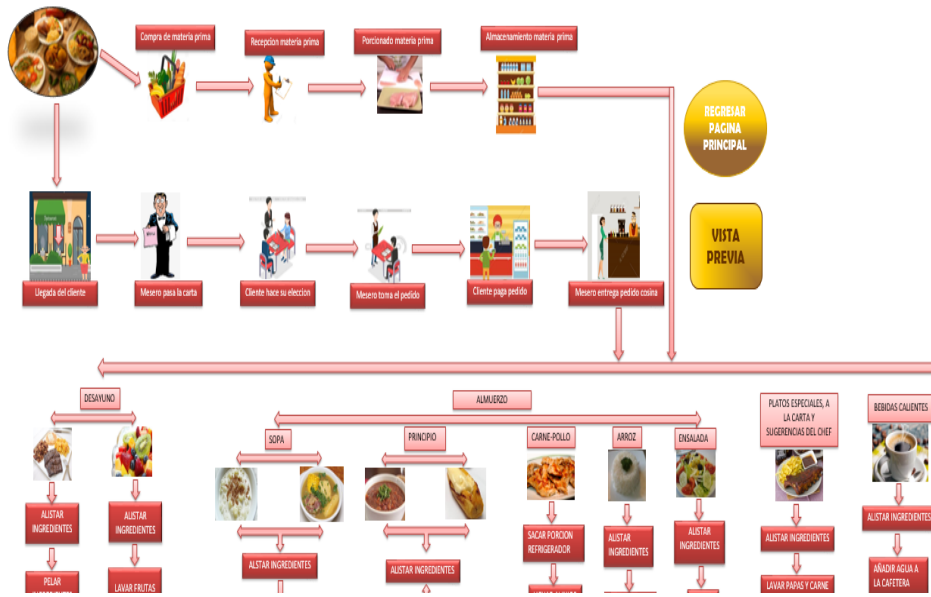 Compra de materia prima
Recepcion materia prima
Porcionado materia prima
Almacenamiento materia prima
REGRESAR
PAGINA
PRINCIPAL
VISTA
PREVIA
Llegada del cliente
Mesero pasa la carta
Cliente hace su eleccion
Mesero toma el pedido
Cliente paga pedido
Mesero entrega pedido cosina
DESAYUNO
ALMUERZO
PLATOS ESPECIALES, A
LA CARTA Y
SUGERENCIAS DEL CHEF
BEBIDAS CALIENTES
SOPA
PRINCIPIO
CARNE-POLLO
ARROZ
ENSALADA
ALISTAR
INGREDIENTES
ALISTAR
INGREDIENTES
ALSTAR INGREDIENTES
ALISTAR INGREDIENTES
SACAR PORCION
REFRIGERADOR
ALISTAR
INGREDIENTES
ALISTAR
INGREDIENTES
ALISTAR INGREDIENTES
ALISTAR INGREDIENTES
PELAR
LAVAR FRUTAS
LAVAR PAPAS Y CARNE
AÑADIR AGUA A
LA CAFETERA